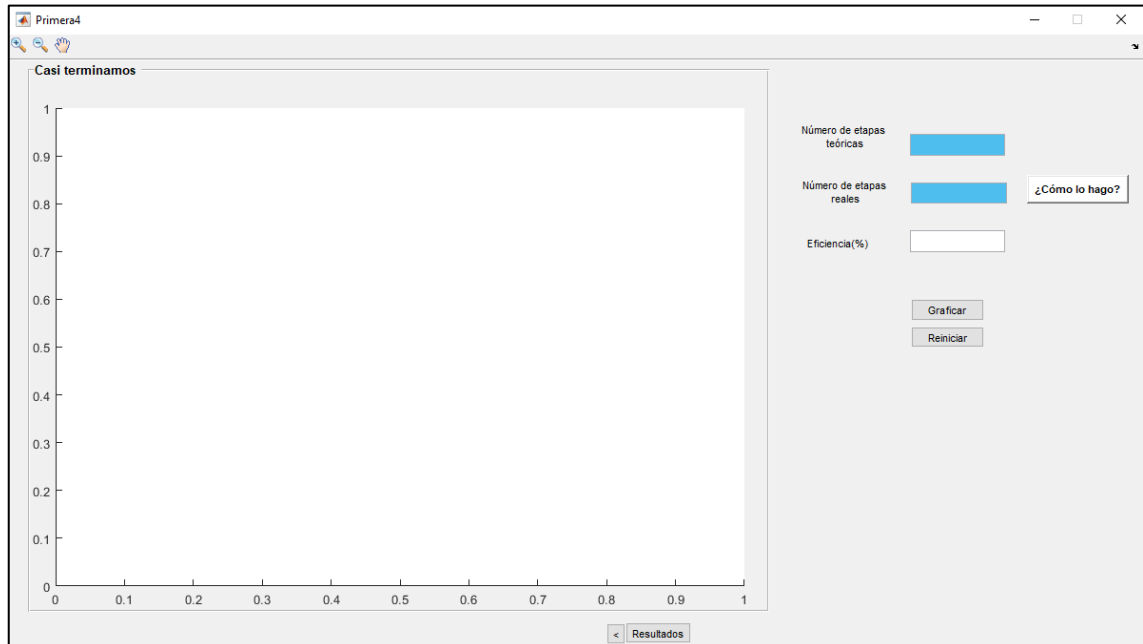 Primera4
Casi terminamos
1
0.9
0.8
0.7
0.6
0.5
0.4
0.3
0.2
0.1
0
0 0.1 0.2 0.3 0.4 0.5 0.6 0.7 0.8 0.9 1
Número de etapas
teóricas
Número de etapas
reales
¿Cómo lo hago?
Eficiencia(%)
Graficar
Reiniciar
< Resultados